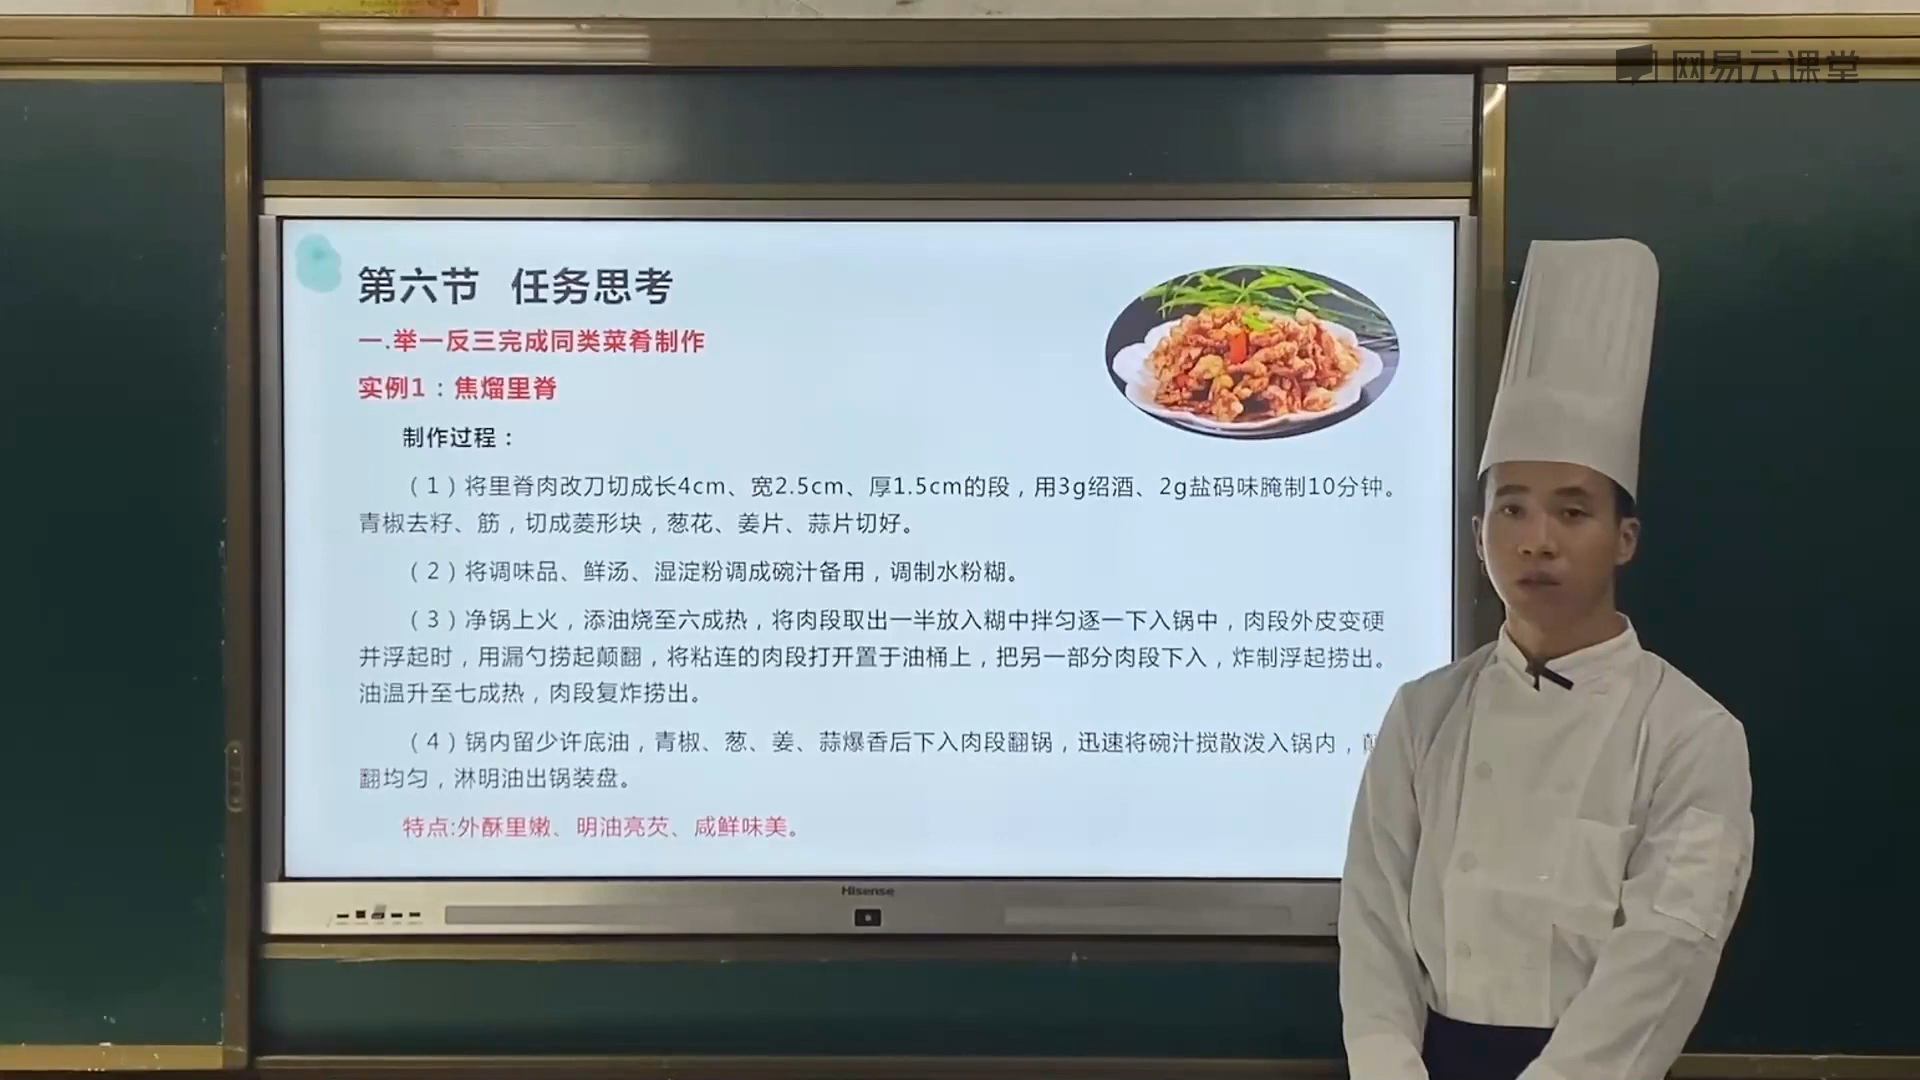 网易云课堂
第六节 任务思考
一.举一反三完成同类菜肴制作
实例1：焦熘里脊
制作过程：
（1）将里脊肉改刀切成长4cm、宽2.5cm、厚1.5cm的段，用3g绍酒、2g盐码味腌制10分钟。
青椒去籽、筋，切成菱形块，葱花、姜片、蒜片切好。
（2）将调味品、鲜汤、湿淀粉调成碗汁备用，调制水粉糊。
（3）净锅上火，添油烧至六成热，将肉段取出一半放入糊中拌匀逐一下入锅中，肉段外皮变硬
并浮起时，用漏勺捞起颠翻，将粘连的肉段打开置于油桶上，把另一部分肉段下入，炸制浮起捞出。
油温升至七成热，肉段复炸捞出。
（4）锅内留少许底油，青椒、葱、姜、蒜爆香后下入肉段翻锅，迅速将碗汁搅散泼入锅内，
翻均匀，淋明油出锅装盘。
特点:外酥里嫩、明油亮芡、咸鲜味美。
Hisense